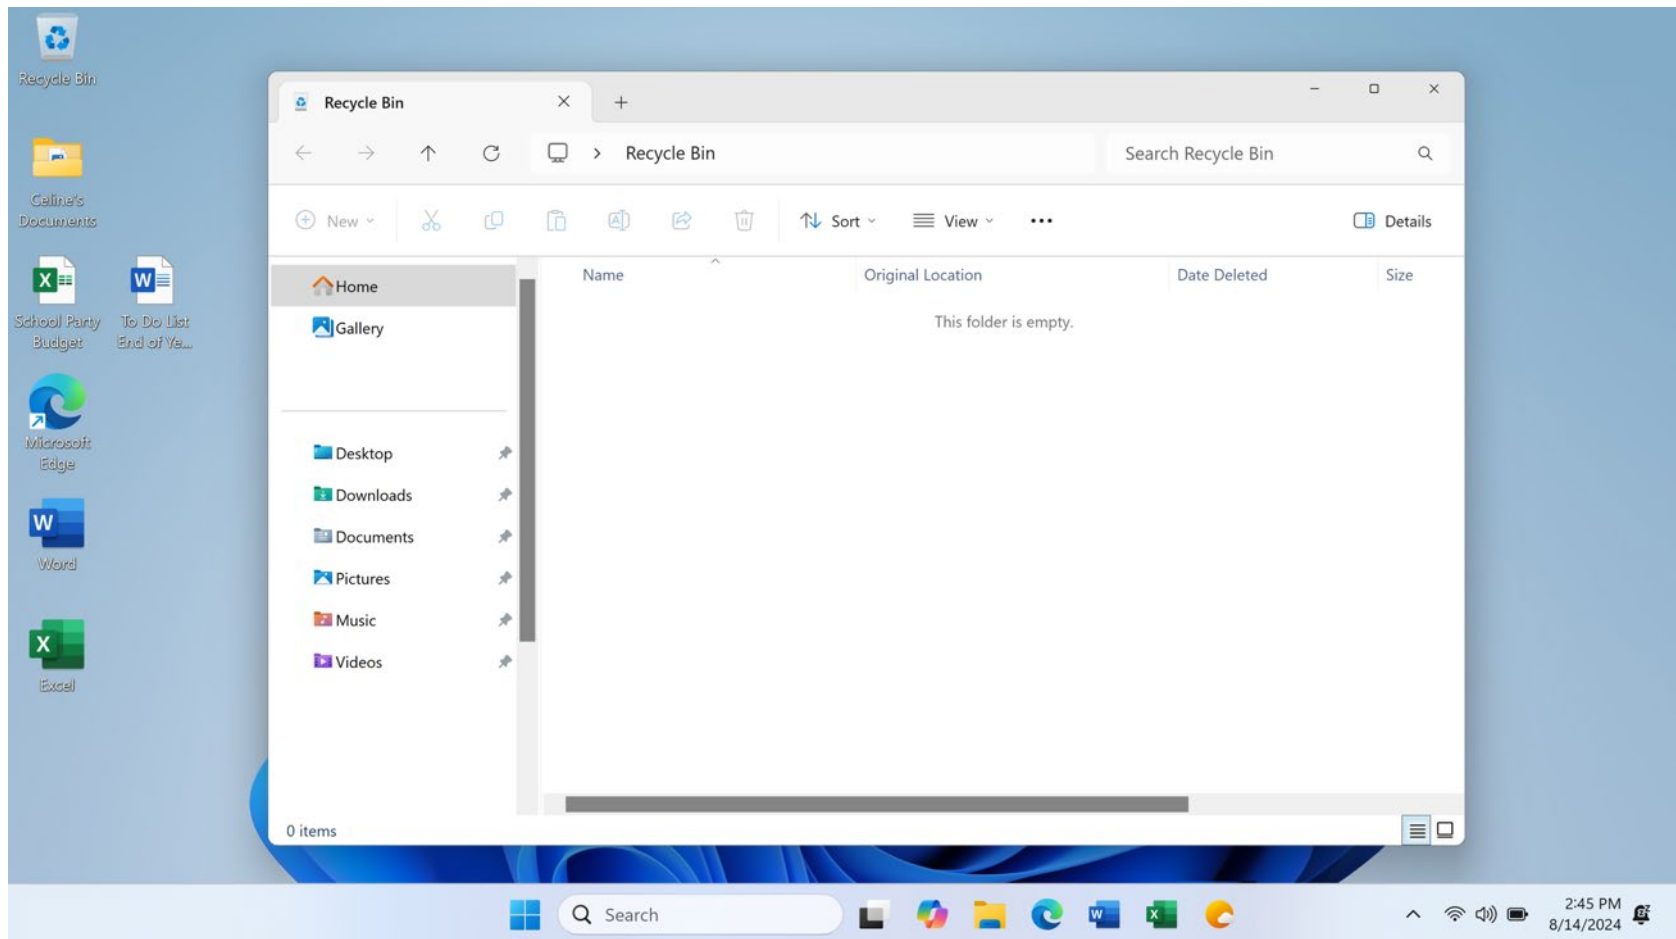 Recycle Bin
Celine's
Documents
School Party
Budget
To Do List
End of Ye...
Microsoft
Edge
Word
Excel
Recycle Bin
Recycle Bin
Search Recycle Bin
New
Sort
View
Details
Home
Gallery
Desktop
Downloads
Documents
Pictures
Music
Videos
Name
Original Location
Date Deleted
Size
This folder is empty.
0 items
Search
2:45 PM
8/14/2024